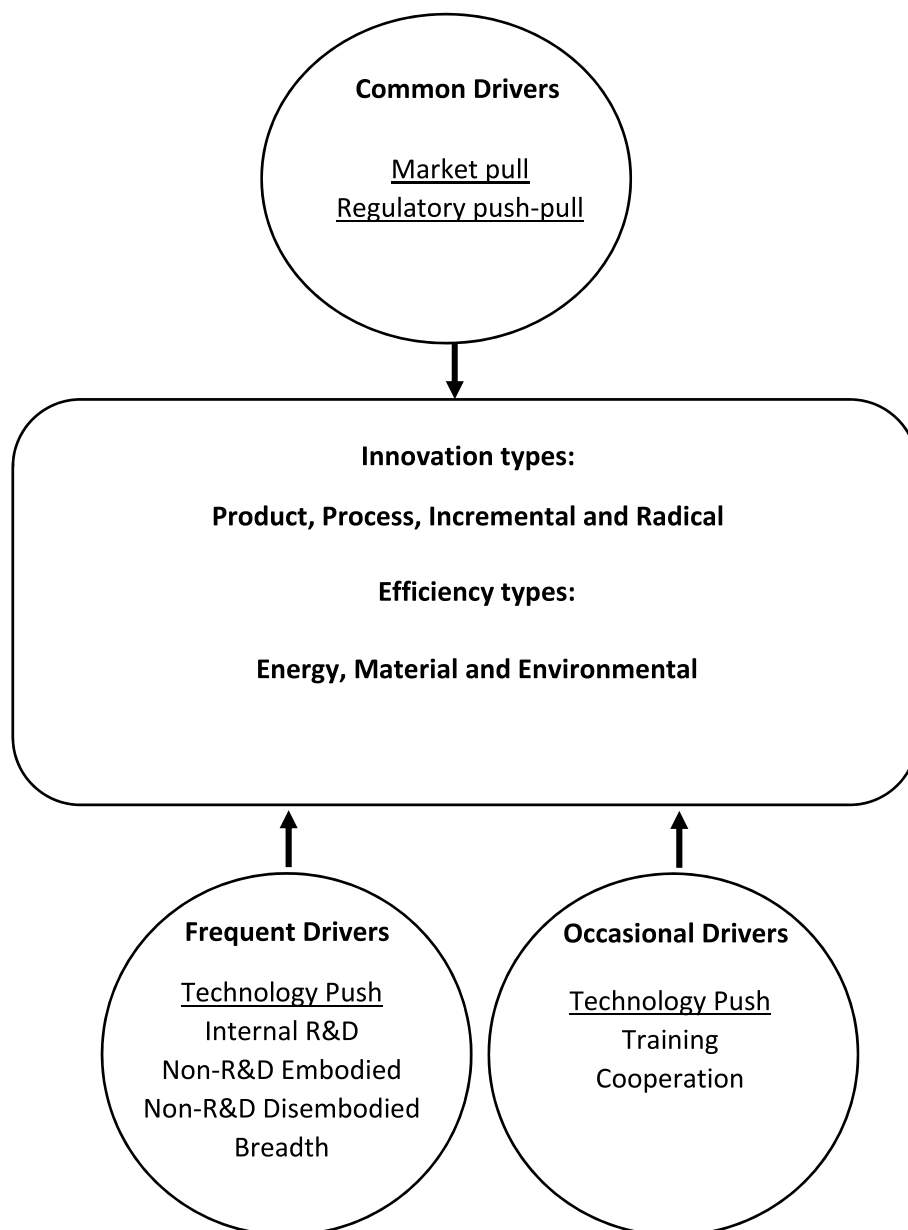 Common Drivers
Market pull
Regulatory push-pull
Innovation types:
Product, Process, Incremental and Radical
Efficiency types:
Energy, Material and Environmental
Frequent Drivers
Technology Push
Internal R&D
Non-R&D Embodied
Non-R&D Disembodied
Breadth
Occasional Drivers
Technology Push
Training
Cooperation